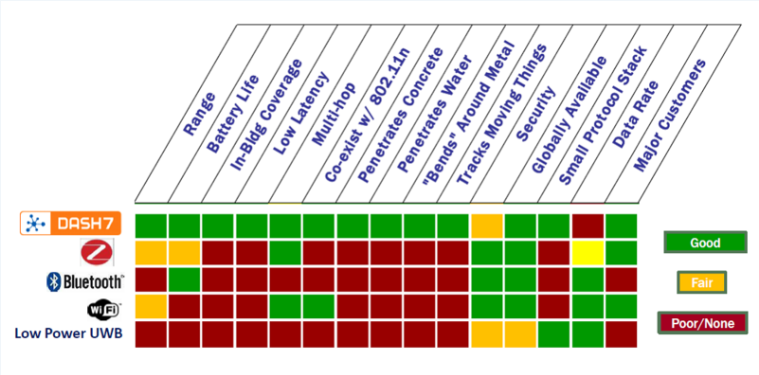 Range
Battery Life
In-Bldg Coverage
Low Latency
Multi-hop
Co-exist w/ 802.11n
Penetrates Concrete
Penetrates Water
"Bends" Around Metal
Tracks Moving Things
Security
Globally Available
Small Protocol Stack
Data Rate
Major Customers
DASH7
Good
Bluetooth™
Fair
Wi Fi
Poor/None
Low Power UWB